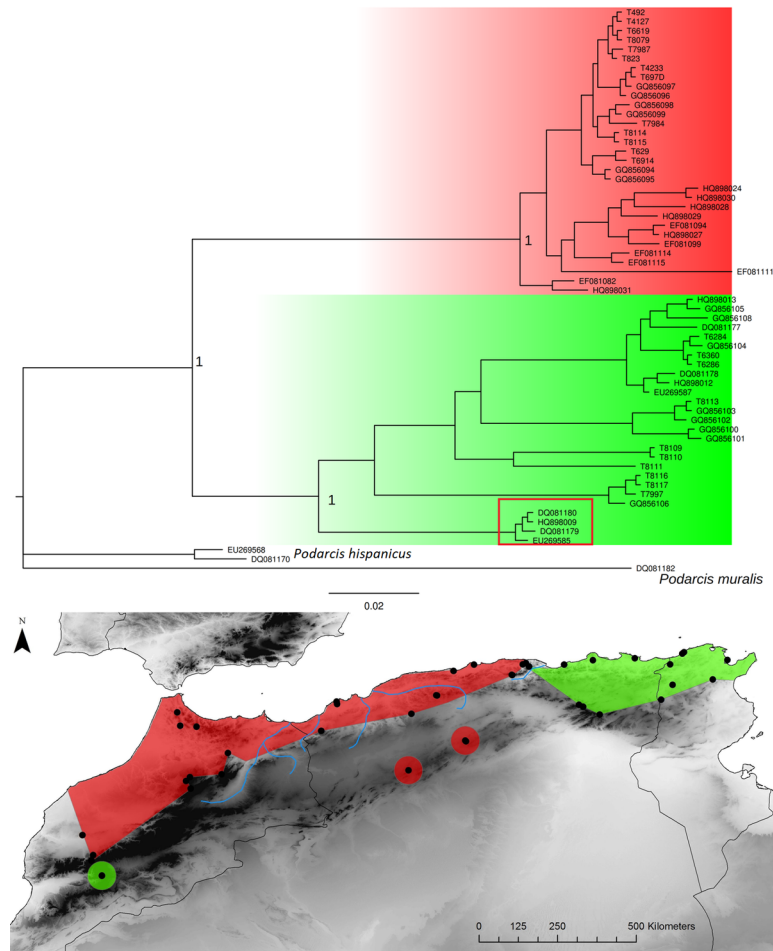 T492
T4127
T6619
T8079
T7987
T823
T4233
T697D
GQ856097
GQ856096
GQ856098
GQ856099
T7984
T8114
T8115
T629
T6914
GQ856094
GQ856095
HQ898024
HQ898030
HQ898028
HQ898029
EF081094
HQ898027
EF081099
EF081114
EF081115
EF081111
EF081082
HQ898031
1
HQ898013
GQ856105
GQ856108
DQ081177
T6284
GQ856104
T6360
T6286
1
DQ081178
HQ898012
EU269587
T8113
GQ856103
GQ856102
GQ856100
GQ856101
T8109
T8110
T8111
T8116
T8117
T7997
1
GQ856106
DQ081180
HQ898009
DQ081179
EU269585
EU269568
Podarcis hispanicus
DQ081170
DQ081182
Podarcis muralis
0.02
N
0 125 250 500 Kilometers